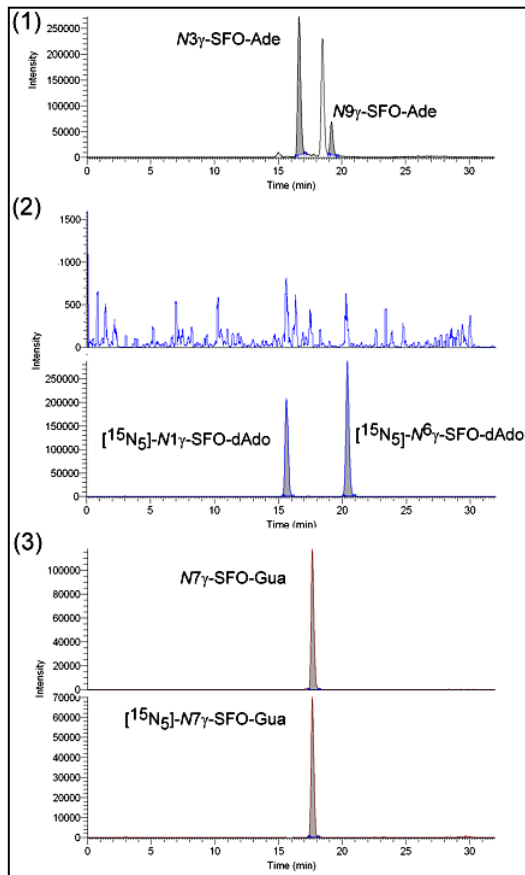 (1)
N3γ-SFO-Ade
N9γ-SFO-Ade
Intensity
250000
200000
150000
100000
50000
0
0 5 10 15 20 25 30
Time (min)
(2)
Intensity
1500
1000
500
0
[¹⁵N₅]-N1γ-SFO-dAdo
[¹⁵N₅]-N⁶γ-SFO-dAdo
250000
200000
150000
100000
50000
0
0 5 10 15 20 25 30
Time (min)
(3)
N7γ-SFO-Gua
Intensity
100000
80000
60000
40000
20000
0
[¹⁵N₅]-N7γ-SFO-Gua
70000
60000
50000
40000
30000
20000
10000
0
0 5 10 15 20 25 30
Time (min)